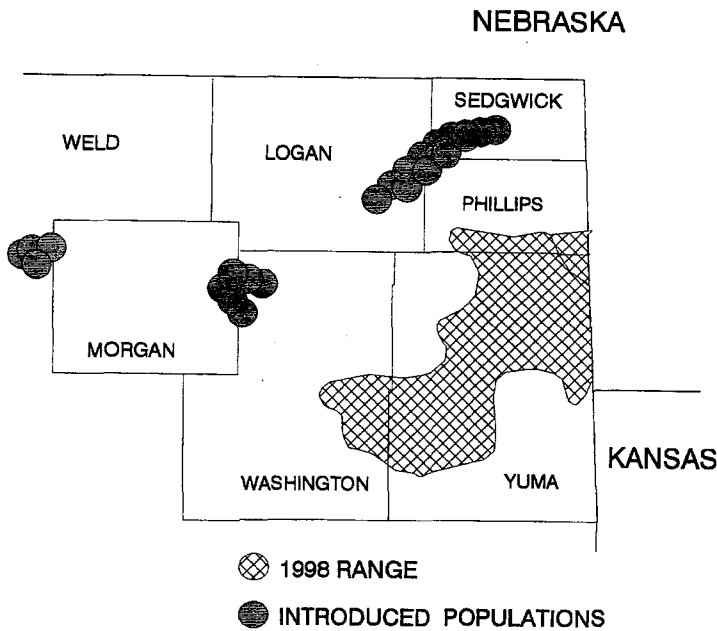 NEBRASKA
SEDGWICK
WELD
LOGAN
PHILLIPS
MORGAN
KANSAS
WASHINGTON
YUMA
1998 RANGE
INTRODUCED POPULATIONS